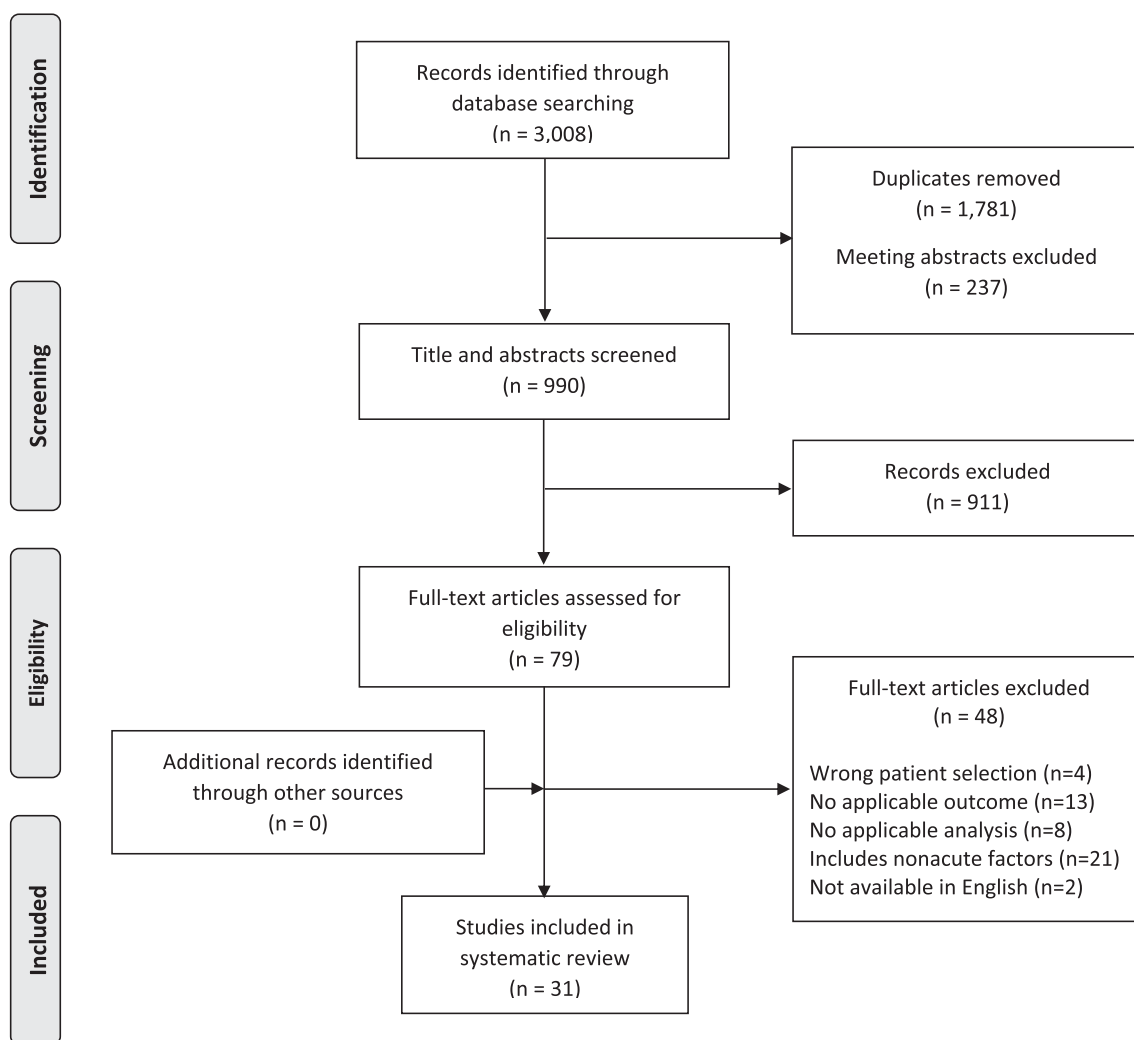 Identification
Records identified through
database searching
(n = 3,008)
Duplicates removed
(n = 1,781)
Meeting abstracts excluded
(n = 237)
Screening
Title and abstracts screened
(n = 990)
Records excluded
(n = 911)
Eligibility
Full-text articles assessed for
eligibility
(n = 79)
Additional records identified
through other sources
(n = 0)
Full-text articles excluded
(n = 48)
Wrong patient selection (n=4)
No applicable outcome (n=13)
No applicable analysis (n=8)
Includes nonacute factors (n=21)
Not available in English (n=2)
Included
Studies included in
systematic review
(n = 31)